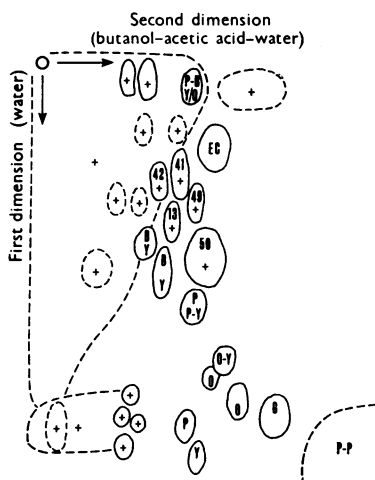 Second dimension
(butanol-acetic acid-water)
First dimension (water)
+ +
P-B
Y/O
+
+ +
EC
+
42
+
41
+
+ +
49
+
13
+
B
Y
50
+
+
B
Y
P
P-Y
O-Y
O
O
G
+
+ +
+ +
+
P
Y
P-P